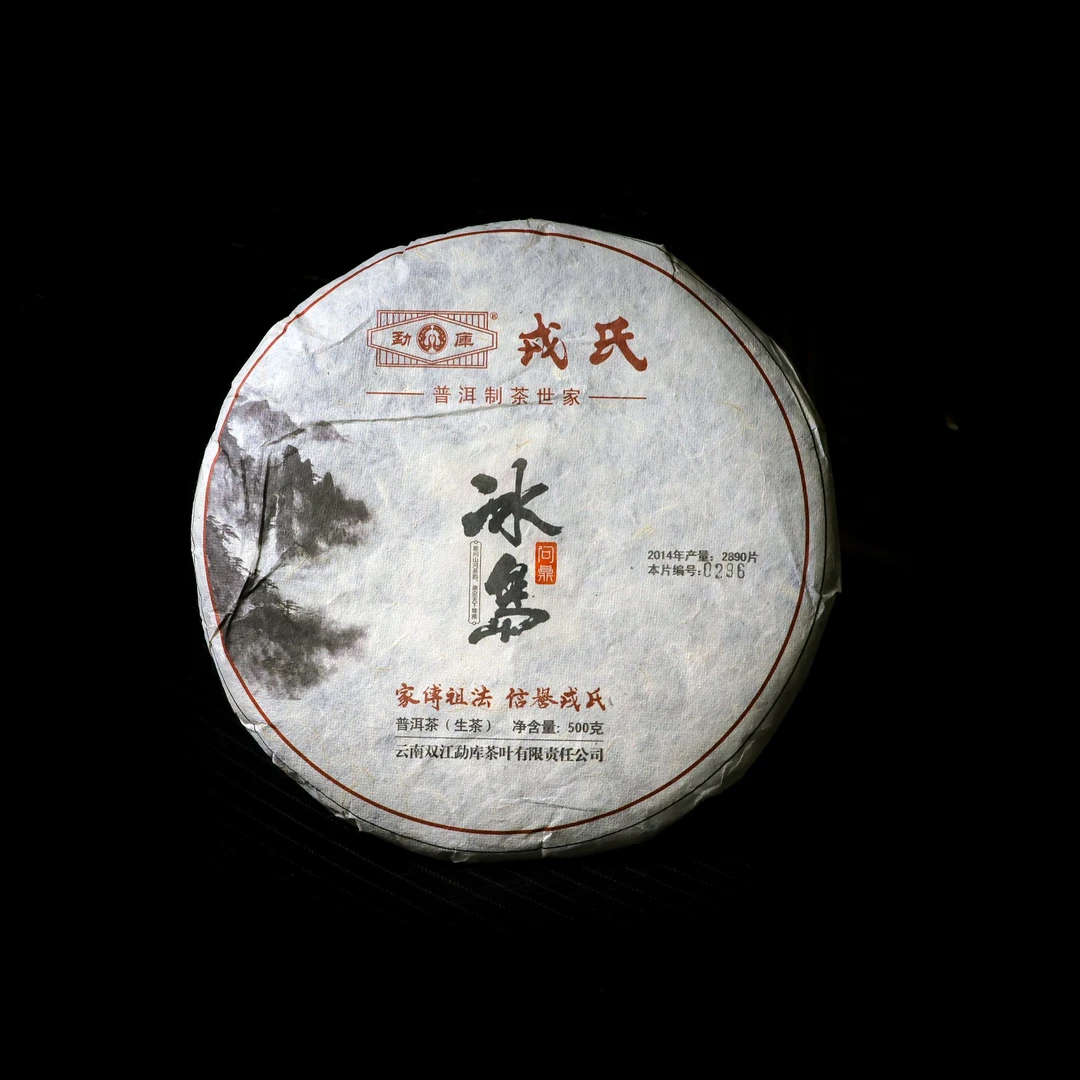 勐 庫 ® 戎氏
普洱制茶世家
冰島
问鼎
2014年产量：2890片
本片编号：0296
家傳祖法 信譽戎氏
普洱茶（生茶） 净含量: 500克
云南双江勐库茶叶有限责任公司